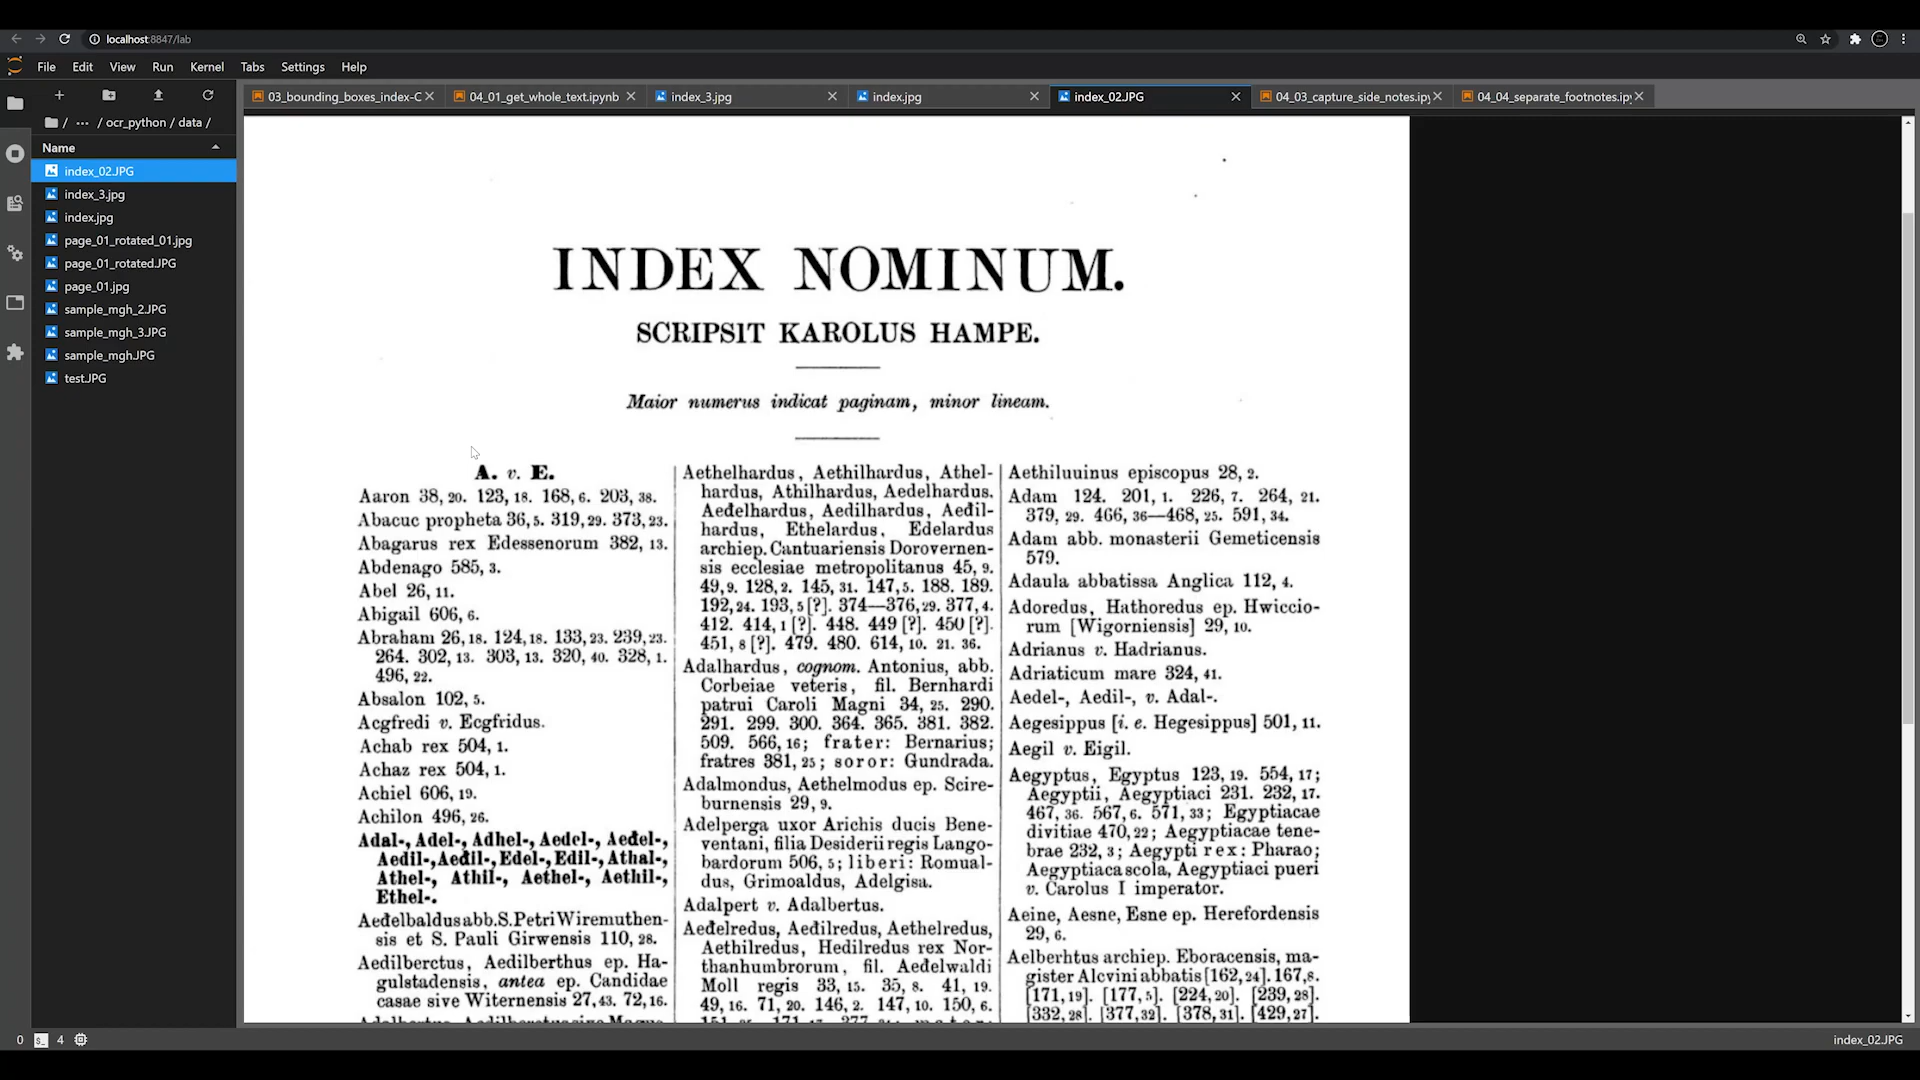 localhost:8847/lab
File Edit View Run Kernel Tabs Settings Help
03_bounding_boxes_index-C
04_01_get_whole_text.ipynb
index_3.jpg
index.jpg
index_02.JPG
04_03_capture_side_notes.ipy
04_04_separate_footnotes.ipy
/ ··· / ocr_python / data /
Name
index_02.JPG
index_3.jpg
index.jpg
page_01_rotated_01.jpg
page_01_rotated.JPG
page_01.jpg
sample_mgh_2.JPG
sample_mgh_3.JPG
sample_mgh.JPG
test.JPG
INDEX NOMINUM.
SCRIPSIT KAROLUS HAMPE.
Maior numerus indicat paginam, minor lineam.
A. v. E.
Aaron 38, 20. 123, 18. 168, 6. 203, 38.
Abacuc propheta 36, 5. 319, 29. 373, 23.
Abagarus rex Edessenorum 382, 13.
Abdenago 585, 3.
Abel 26, 11.
Abigail 606, 6.
Abraham 26, 18. 124, 18. 133, 23. 239, 23.
264. 302, 13. 303, 13. 320, 40. 328, 1.
496, 22.
Absalon 102, 5.
Acgfredi v. Ecgfridus.
Achab rex 504, 1.
Achaz rex 504, 1.
Achiel 606, 19.
Achilon 496, 26.
Adal-, Adel-, Adhel-, Aedel-, Aeđel-,
Aedil-, Aeđil-, Edel-, Edil-, Athal-,
Athel-, Athil-, Aethel-, Aethil-,
Ethel-.
Aeđelbaldus abb. S. Petri Wiremuthen-
sis et S. Pauli Girwensis 110, 28.
Aedilberctus, Aedilberthus ep. Ha-
gulstadensis, antea ep. Candidae
casae sive Witernensis 27, 43. 72, 16.
Aethelhardus, Aethilhardus, Athel-
hardus, Athilhardus, Aedelhardus.
Aeđelhardus, Aedilhardus, Aeđil-
hardus, Ethelardus, Edelardus
archiep. Cantuariensis Dorovernen-
sis ecclesiae metropolitanus 45, 9.
49, 9. 128, 2. 145, 31. 147, 5. 188. 189.
192, 24. 193, 5 [?]. 374—376, 29. 377, 4.
412. 414, 1 [?]. 448. 449 [?]. 450 [?].
451, 8 [?]. 479. 480. 614, 10. 21. 36.
Adalhardus, cognom. Antonius, abb.
Corbeiae veteris, fil. Bernhardi
patrui Caroli Magni 34, 25. 290.
291. 299. 300. 364. 365. 381. 382.
509. 566, 16; frater: Bernarius;
fratres 381, 25; soror: Gundrada.
Adalmondus, Aethelmodus ep. Scire-
burnensis 29, 9.
Adelperga uxor Arichis ducis Bene-
ventani, filia Desiderii regis Lango-
bardorum 506, 5; liberi: Romual-
dus, Grimoaldus, Adelgisa.
Adalpert v. Adalbertus.
Aeđelredus, Aeđilredus, Aethelredus,
Aethilredus, Hedilredus rex Nor-
thanhumbrorum, fil. Aeđelwaldi
Moll regis 33, 15. 35, 8. 41, 19.
49, 16. 71, 20. 146, 2. 147, 10. 150, 6.
Aethiluuinus episcopus 28, 2.
Adam 124. 201, 1. 226, 7. 264, 21.
379, 29. 466, 36—468, 25. 591, 34.
Adam abb. monasterii Gemeticensis
579.
Adaula abbatissa Anglica 112, 4.
Adoredus, Hathoredus ep. Hwiccio-
rum [Wigorniensis] 29, 10.
Adrianus v. Hadrianus.
Adriaticum mare 324, 41.
Aedel-, Aedil-, v. Adal-.
Aegesippus [i. e. Hegesippus] 501, 11.
Aegil v. Eigil.
Aegyptus, Egyptus 123, 19. 554, 17;
Aegyptii, Aegyptiaci 231. 232, 17.
467, 36. 567, 6. 571, 33; Egyptiacae
divitiae 470, 22; Aegyptiacae tene-
brae 232, 3; Aegypti rex: Pharao;
Aegyptiaca scola, Aegyptiaci pueri
v. Carolus I imperator.
Aeine, Aesne, Esne ep. Herefordensis
29, 6.
Aelberhtus archiep. Eboracensis, ma-
gister Alcvini abbatis [162, 24]. 167, 8.
[171, 19]. [177, 5]. [224, 20]. [239, 28].
[332, 28]. [377, 32]. [378, 31]. [429, 27].
0 4
index_02.JPG